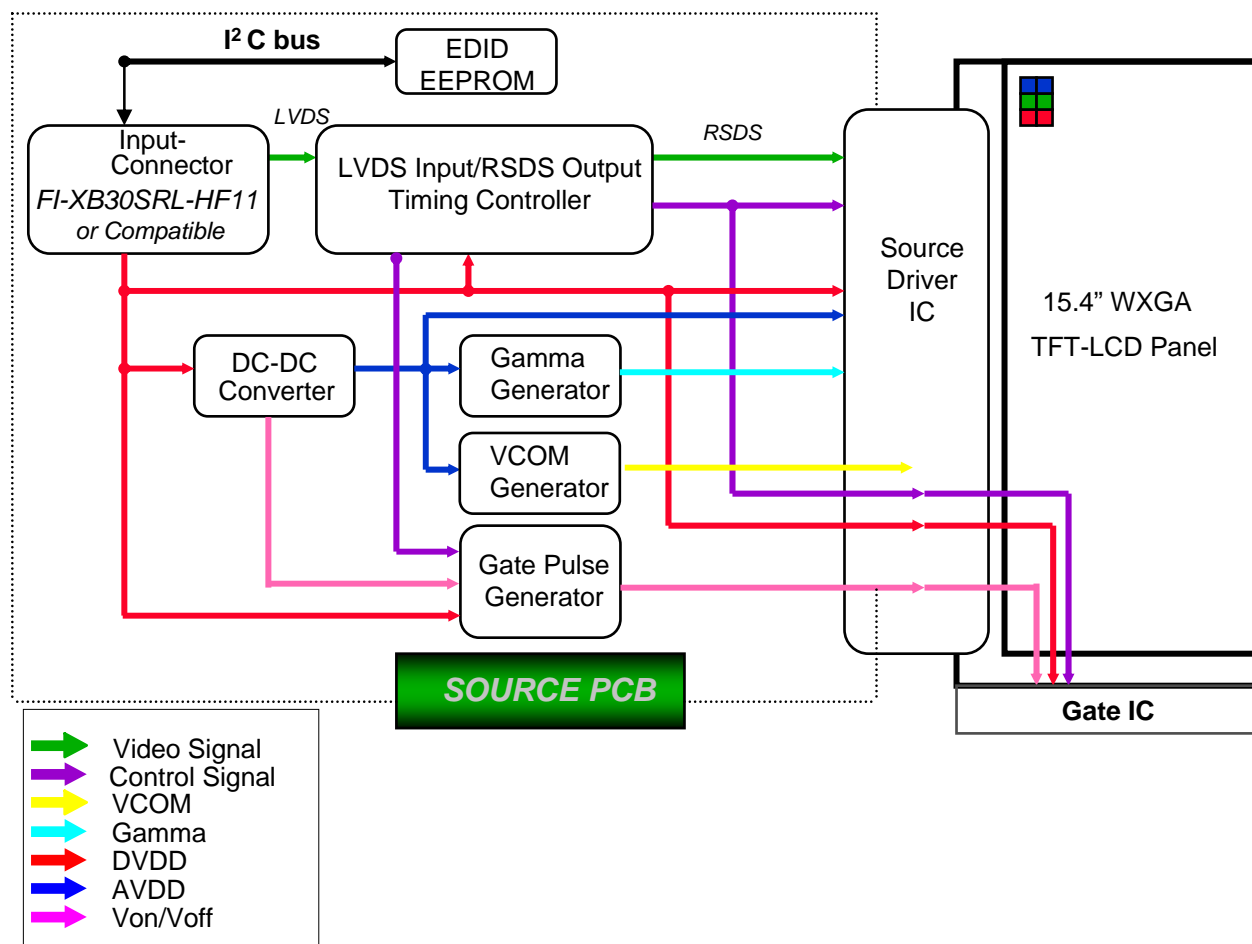 I² C bus
EDID
EEPROM
LVDS
RSDS
Input-
Connector
FI-XB30SRL-HF11
or Compatible
LVDS Input/RSDS Output
Timing Controller
Source
Driver
IC
15.4” WXGA
TFT-LCD Panel
DC-DC
Converter
Gamma
Generator
VCOM
Generator
Gate Pulse
Generator
SOURCE PCB
Gate IC
Video Signal
Control Signal
VCOM
Gamma
DVDD
AVDD
Von/Voff